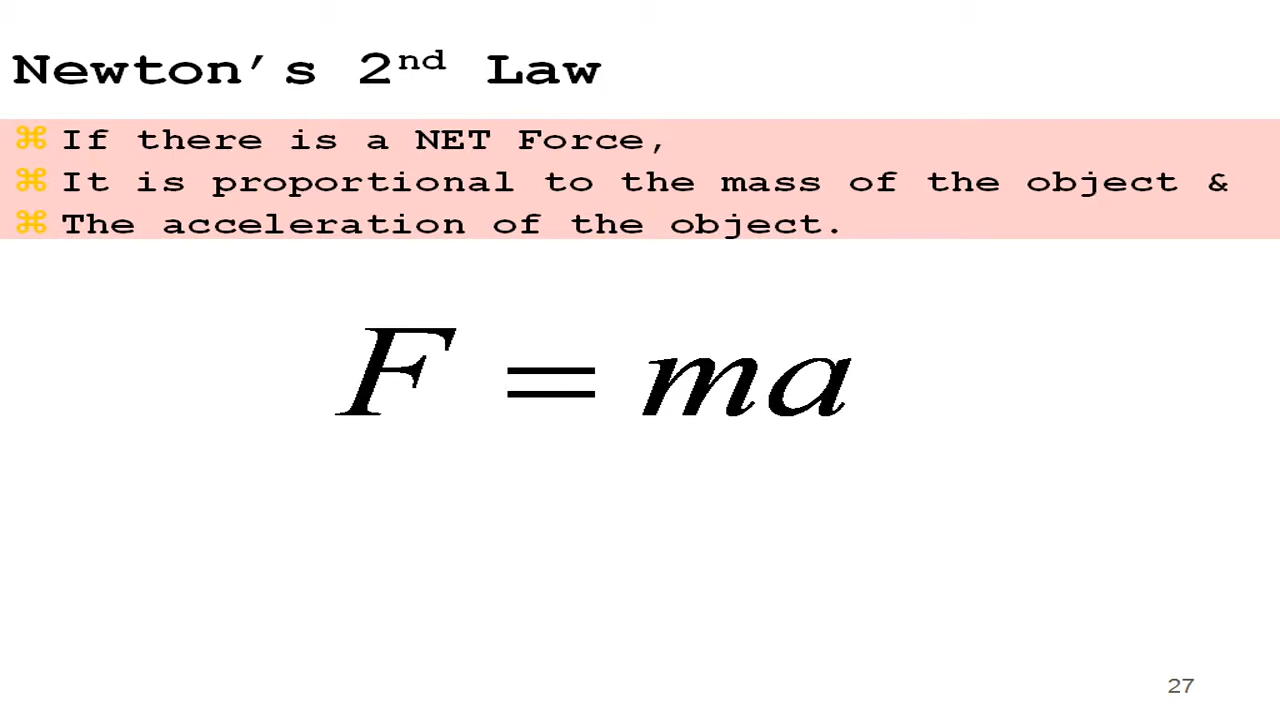 Newton's 2nd Law
⌘ If there is a NET Force,
⌘ It is proportional to the mass of the object &
⌘ The acceleration of the object.
F = ma
27